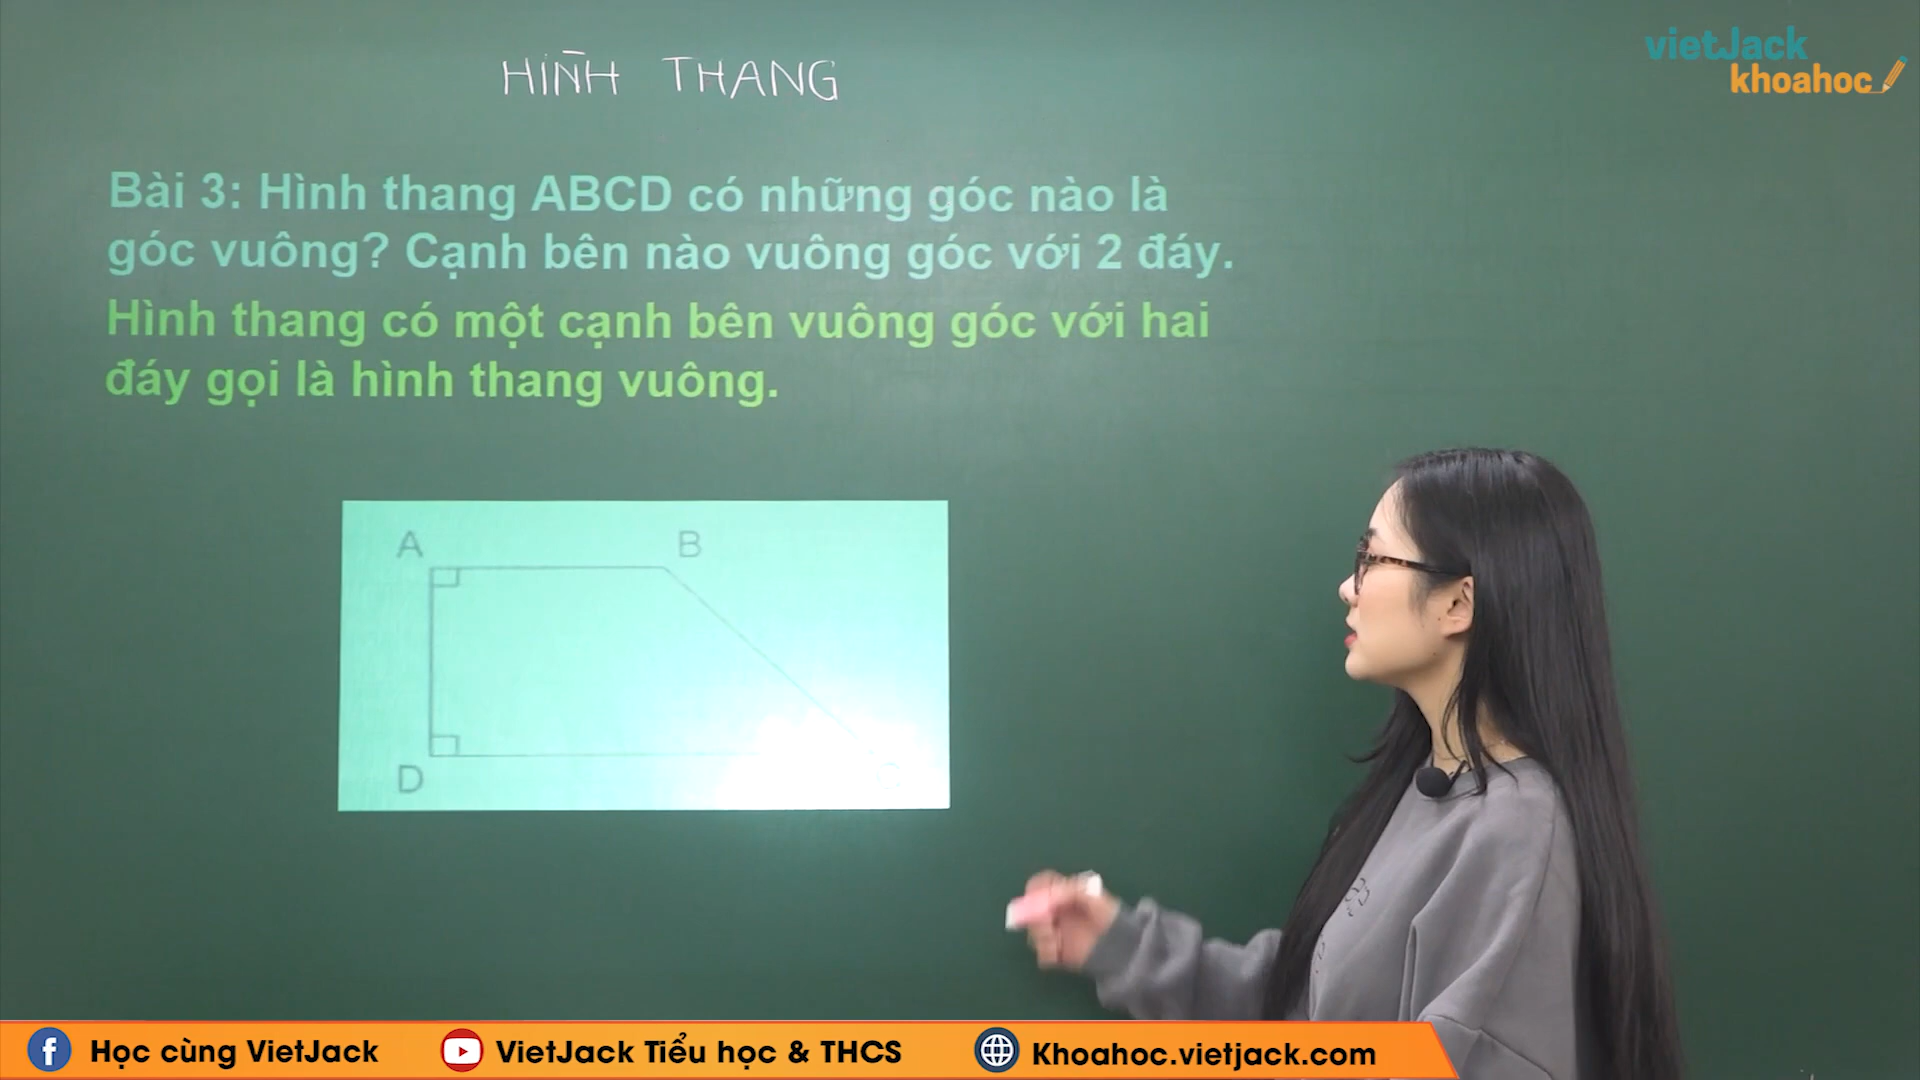 HÌNH THANG
vietJack
khoahoc
Bài 3: Hình thang ABCD có những góc nào là
góc vuông? Cạnh bên nào vuông góc với 2 đáy.
Hình thang có một cạnh bên vuông góc với hai
đáy gọi là hình thang vuông.
A B
D C
Học cùng VietJack VietJack Tiểu học & THCS Khoahoc.vietjack.com